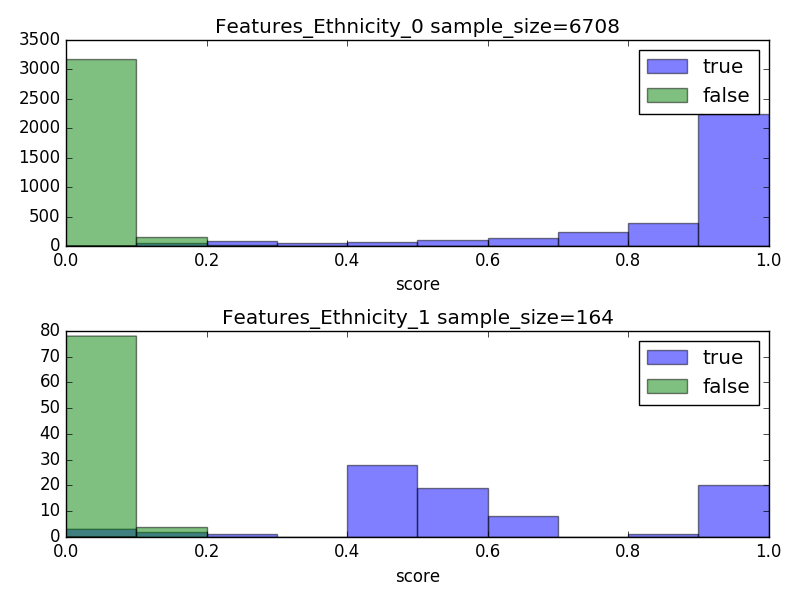 Features_Ethnicity_0 sample_size=6708
3500
3000
2500
2000
1500
1000
500
0
true
false
0.0 0.2 0.4 0.6 0.8 1.0
score
Features_Ethnicity_1 sample_size=164
80
70
60
50
40
30
20
10
0
true
false
0.0 0.2 0.4 0.6 0.8 1.0
score